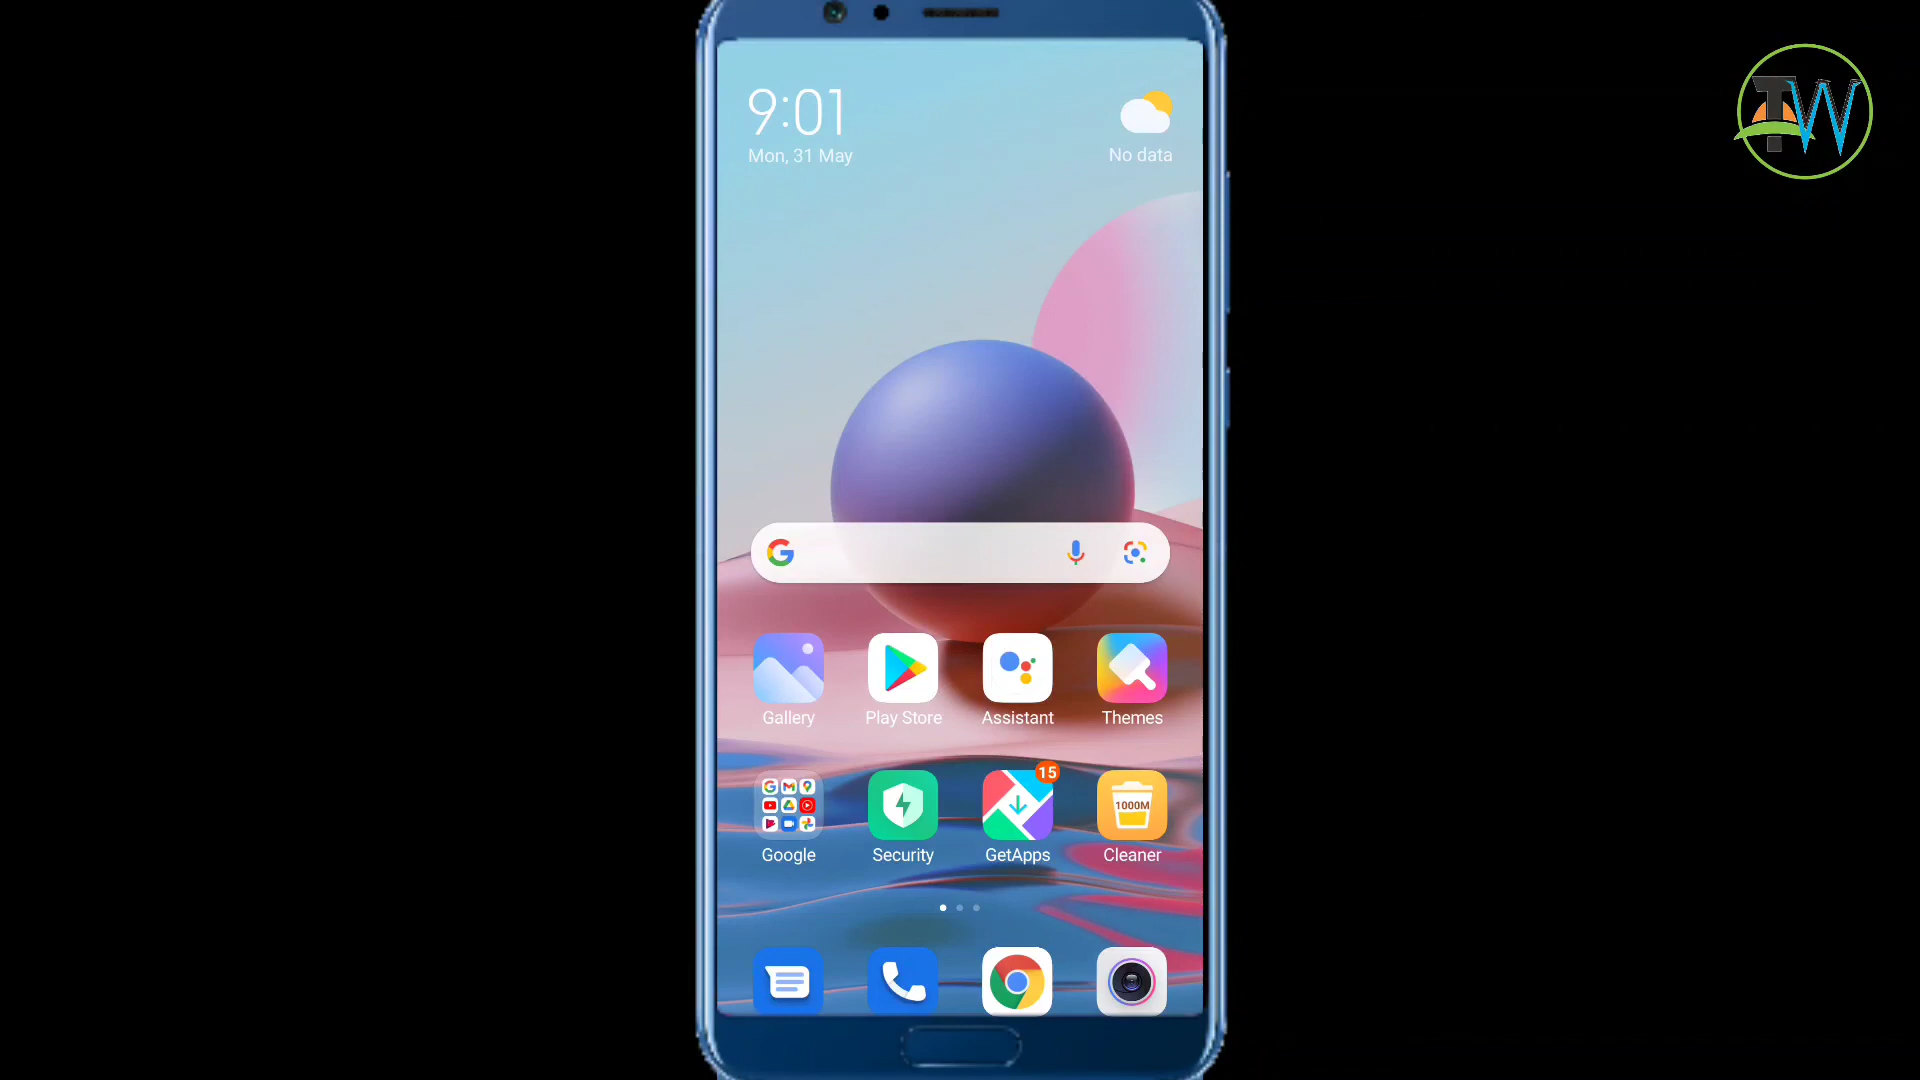 TW
9:01
Mon, 31 May
No data
Gallery
Play Store
Assistant
Themes
15
1000M
Google
Security
GetApps
Cleaner